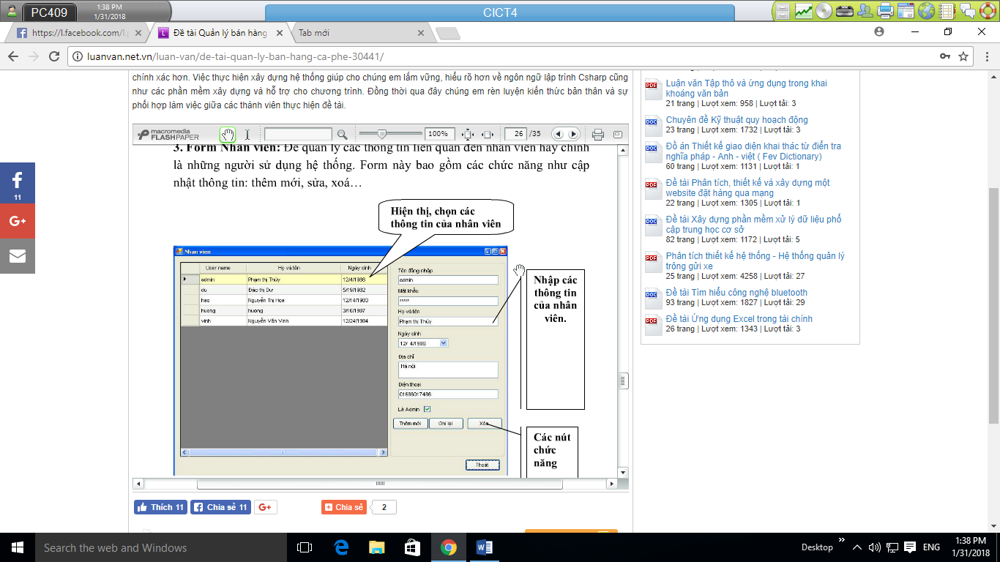 PC409
1:38 PM
1/31/2018
CICT4
https://l.facebook.com/l.p
Đề tài Quản lý bán hàng
Tab mới
luanvan.net.vn/luan-van/de-tai-quan-ly-ban-hang-ca-phe-30441/
chính xác hơn. Việc thực hiện xây dựng hệ thống giúp cho chúng em lắm vững, hiểu rõ hơn về ngôn ngữ lập trình Csharp cũng
như các phần mềm xây dựng và hỗ trợ cho chương trình. Đồng thời qua đây chúng em rèn luyện kiến thức bản thân và sự
phối hợp làm việc giữa các thành viên thực hiện đề tài.
macromedia
FLASHPAPER
100%
26 /35
3. Form Nhân viên: Để quản lý các thông tin liên quan đến nhân viên hay chính
là những người sử dụng hệ thống. Form này bao gồm các chức năng như cập
nhật thông tin: thêm mới, sửa, xoá…
Hiện thị, chọn các
thông tin của nhân viên
Nhan vien
User name Họ và tên Ngày sinh
admin Phạm thị Thúy 12/4/1986
du Đào thị Dư 5/19/1982
hao Nguyễn Thị Hoa 12/14/1983
huong huong 3/16/1987
vinh Nguyễn Văn Vinh 12/24/1984
Tên đăng nhập
admin
Mật khẩu
*****
Họ và tên
Phạm thị Thúy
Ngày sinh
12/ 4/1986
Địa chỉ
Hà nội
Điện thoại
01686017486
Là Admin
Thêm mới Ghi lại Xóa
Thoát
Nhập các
thông tin
của nhân
viên.
Các nút
chức
năng
11
G+
Thích 11
Chia sẻ 11
G+
Chia sẻ
2
Luận văn Tập thô và ứng dụng trong khai
khoáng văn bản
21 trang | Lượt xem: 958 | Lượt tải: 3
Chuyên đề Kỹ thuật quy hoạch động
23 trang | Lượt xem: 1732 | Lượt tải: 3
Đồ án Thiết kế giao diện khai thác từ điển tra
nghĩa pháp - Anh - việt ( Fev Dictionary)
60 trang | Lượt xem: 1131 | Lượt tải: 1
Đề tài Phân tích, thiết kế và xây dựng một
website đặt hàng qua mạng
22 trang | Lượt xem: 1305 | Lượt tải: 1
Đề tài Xây dựng phần mềm xử lý dữ liệu phổ
cập trung học cơ sở
82 trang | Lượt xem: 1172 | Lượt tải: 5
Phân tích thiết kế hệ thống - Hệ thống quản lý
trông gửi xe
25 trang | Lượt xem: 4258 | Lượt tải: 27
Đề tài Tìm hiểu công nghệ bluetooth
93 trang | Lượt xem: 1827 | Lượt tải: 29
Đề tài Ứng dụng Excel trong tài chính
26 trang | Lượt xem: 1343 | Lượt tải: 3
PDF
DOC
DOC
PDF
PDF
PDF
DOC
PDF
Search the web and Windows
Desktop
ENG
1:38 PM
1/31/2018